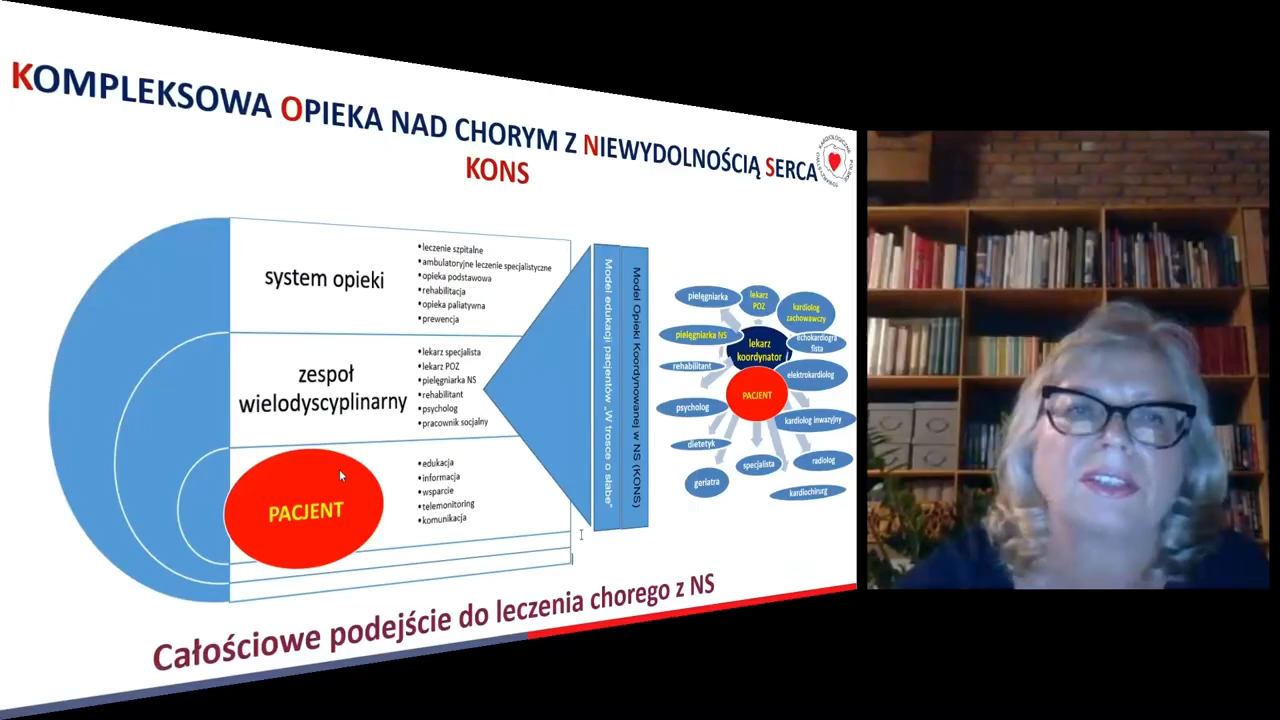 KOMPLEKSOWA OPIEKA NAD CHORYM Z NIEWYDOLNOŚCIĄ SERCA
KONS
system opieki
•leczenie szpitalne
•ambulatoryjne leczenie specjalistyczne
•opieka podstawowa
•rehabilitacja
•opieka paliatywna
•prewencja
zespół
wielodyscyplinarny
•lekarz specjalista
•lekarz POZ
•pielęgniarka NS
•rehabilitant
•psycholog
•pracownik socjalny
PACJENT
•edukacja
•informacja
•wsparcie
•telemonitoring
•komunikacja
Model edukacji pacjentów „W trosce o słabe"
Model Opieki Koordynowanej w NS (KONS)
pielęgniarka
lekarz
POZ
kardiolog
zachowawczy
pielęgniarka NS
lekarz
koordynator
echokardiogra
fista
rehabilitant
elektrokardiolog
PACJENT
psycholog
kardiolog inwazyjny
dietetyk
specjalista
radiolog
geriatra
kardiochirurg
Całościowe podejście do leczenia chorego z NS